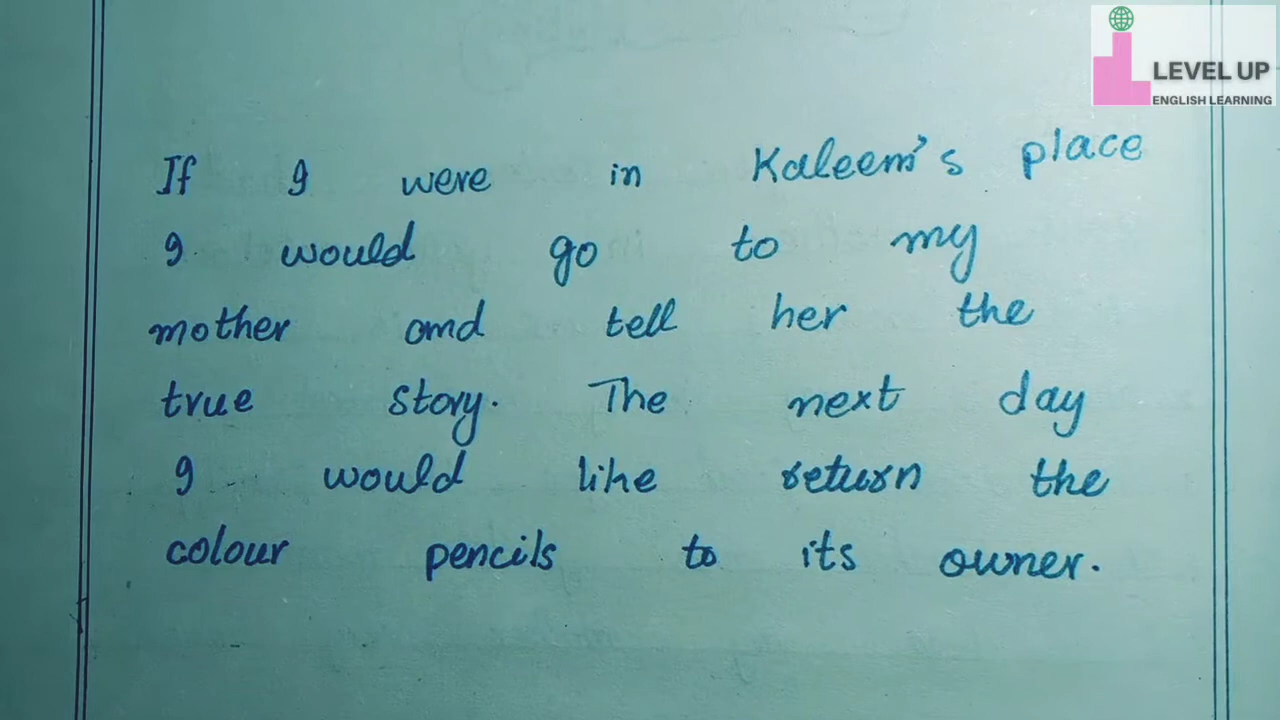 LEVEL UP
ENGLISH LEARNING
If I were in Kaleem's place
I would go to my
mother and tell her the
true story. The next day
I would like return the
colour pencils to its owner.